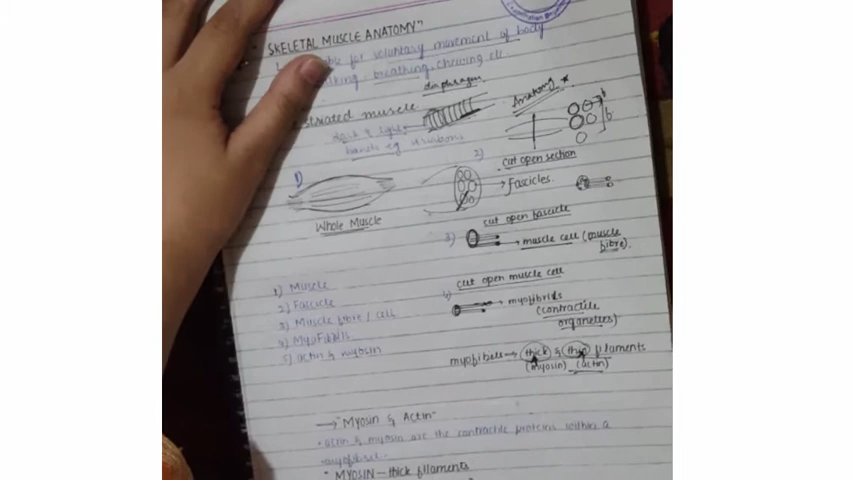 SKELETAL MUSCLE ANATOMY"
for voluntary movement of body
breathing, chewing etc
diaphragm
striated muscle
Anatomy *
dark & light
bands eg
b
b
1)
2)
cut open section
Fascicles.
Whole Muscle
cut open fascicle
3)
muscle cell (muscle
fibre).
cut open muscle cell
4)
myofibrils
(contractile
organelles)
1) Muscle
2) Fascicle
3) Muscle fibre / cell
4) Myofibrils
5) actin & myosin
thick & thin filaments
(myosin) (actin)
→ "Myosin & Actin"
• actin & myosin are the contractile proteins within a
myofibril.
" MYOSIN - thick filaments